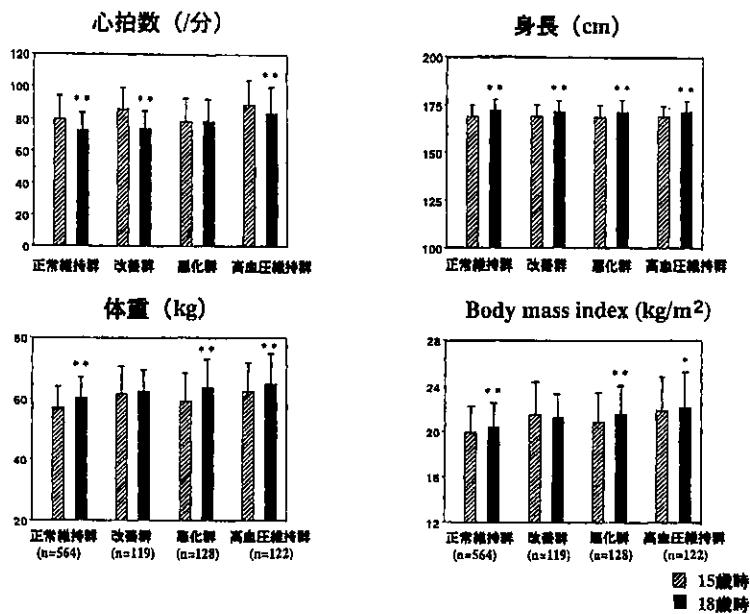 心拍数 (/分)
120
100
80
60
40
20
0
** ** **
正常維持群 改善群 悪化群 高血圧維持群
身長 (cm)
200
175
150
125
100
** ** ** **
正常維持群 改善群 悪化群 高血圧維持群
体重 (kg)
80
60
40
20
** ** **
正常維持群 改善群 悪化群 高血圧維持群
(n=564) (n=119) (n=128) (n=122)
Body mass index (kg/m²)
28
24
20
16
12
** ** *
正常維持群 改善群 悪化群 高血圧維持群
(n=564) (n=119) (n=128) (n=122)
15歳時
18歳時